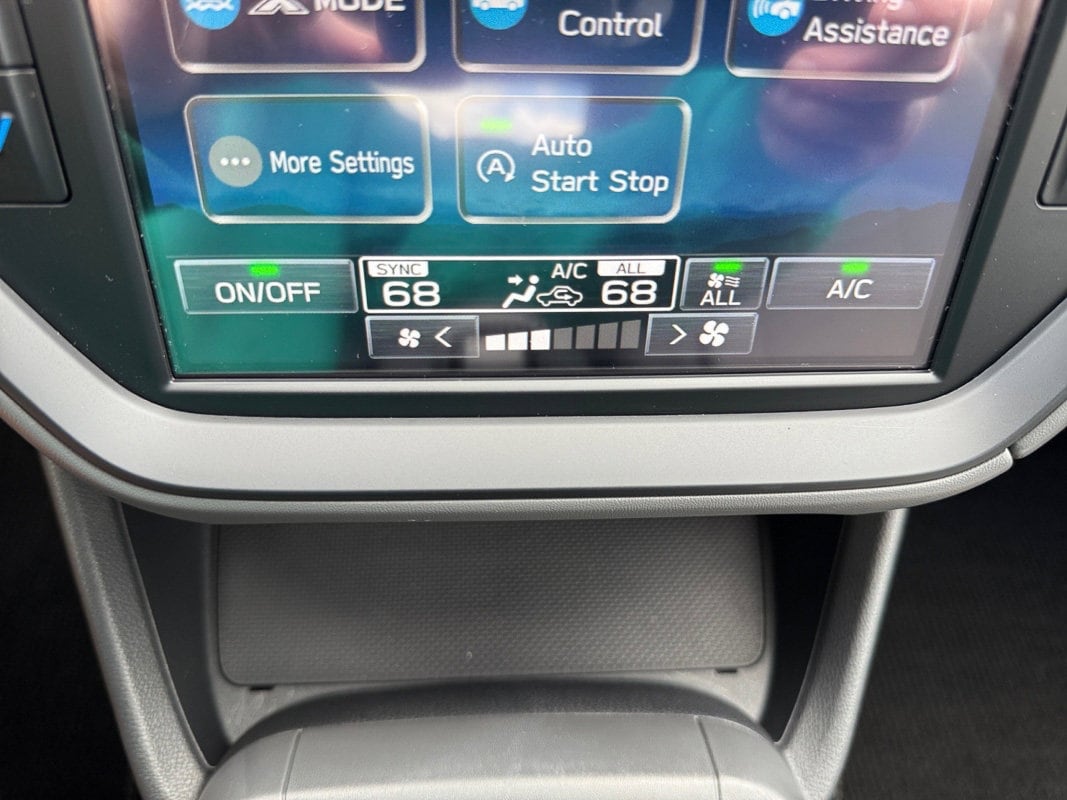 MODE
Control
Assistance
More Settings
Auto
Start Stop
A
ON/OFF
SYNC
68
A/C
ALL
68
ALL
A/C
<
>